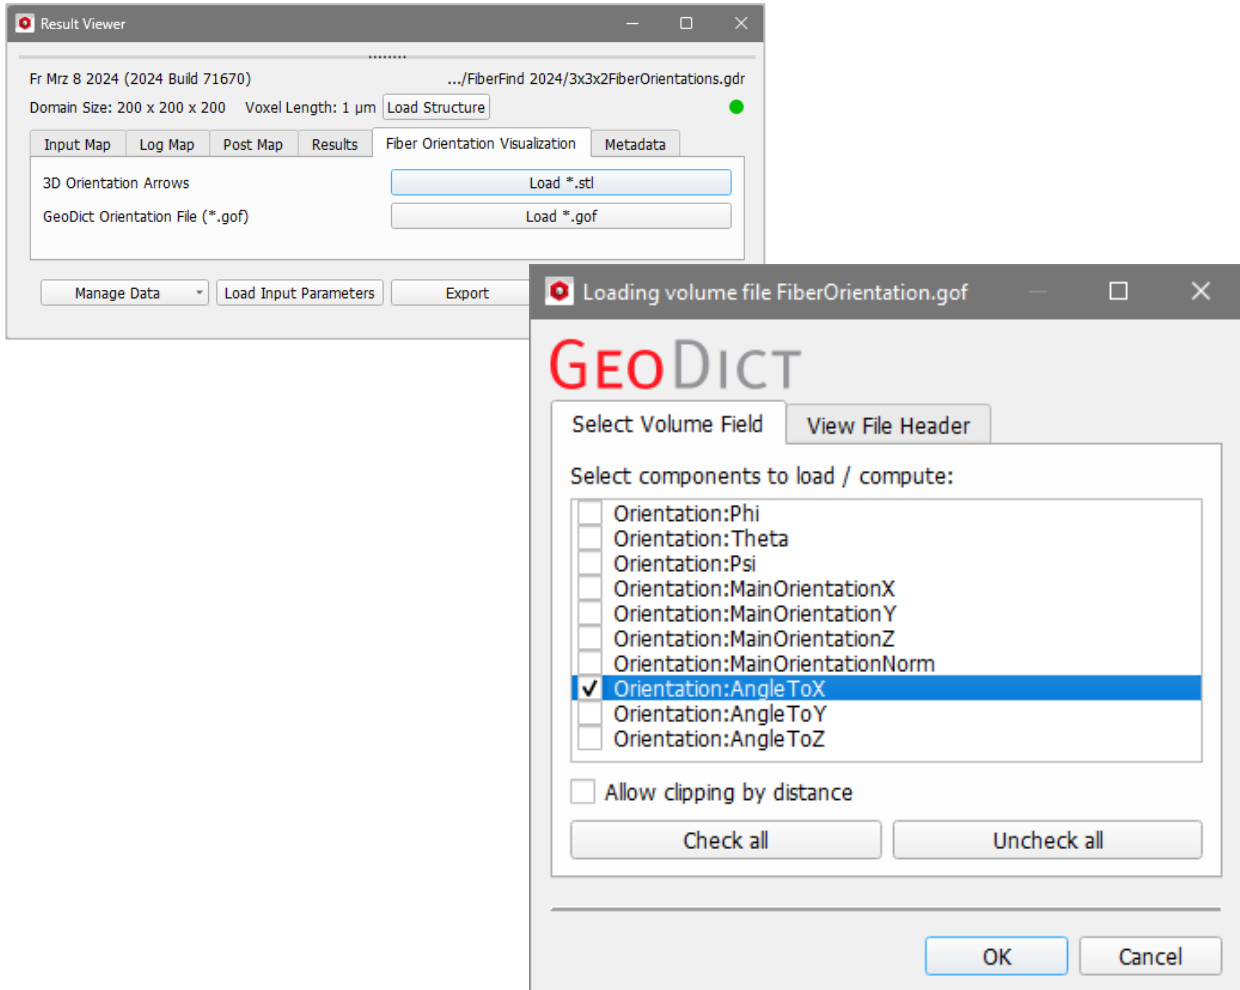 Result Viewer
Fr Mrz 8 2024 (2024 Build 71670) .../FiberFind 2024/3x3x2FiberOrientations.gdr
Domain Size: 200 x 200 x 200 Voxel Length: 1 µm Load Structure
Input Map Log Map Post Map Results Fiber Orientation Visualization Metadata
3D Orientation Arrows Load *.stl
GeoDict Orientation File (*.gof) Load *.gof
Manage Data Load Input Parameters Export
Loading volume file FiberOrientation.gof
GEODICT
Select Volume Field View File Header
Select components to load / compute:
Orientation:Phi
Orientation:Theta
Orientation:Psi
Orientation:MainOrientationX
Orientation:MainOrientationY
Orientation:MainOrientationZ
Orientation:MainOrientationNorm
Orientation:AngleToX
Orientation:AngleToY
Orientation:AngleToZ
Allow clipping by distance
Check all Uncheck all
OK Cancel